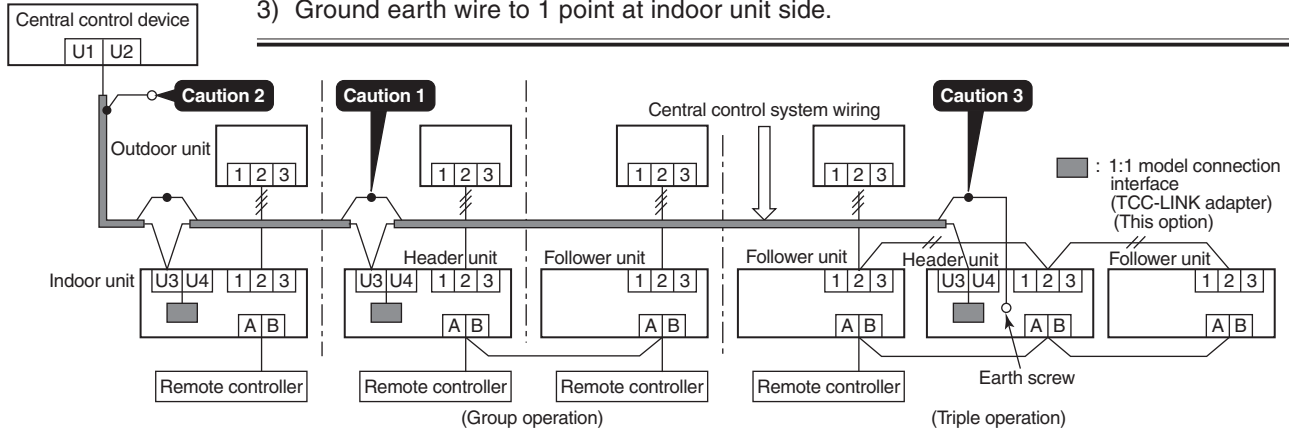 3) Ground earth wire to 1 point at indoor unit side.
Central control device
U1 U2
Caution 2
Caution 1
Caution 3
Central control system wiring
Outdoor unit
1 2 3
1 2 3
1 2 3
1 2 3
: 1:1 model connection
interface
(TCC-LINK adapter)
(This option)
Indoor unit
Header unit
Follower unit
Follower unit
Header unit
Follower unit
U3 U4 1 2 3
U3 U4 1 2 3
1 2 3
1 2 3
U3 U4 1 2 3
1 2 3
A B
A B
A B
A B
A B
A B
Remote controller
Remote controller
Remote controller
Remote controller
Earth screw
(Group operation)
(Triple operation)